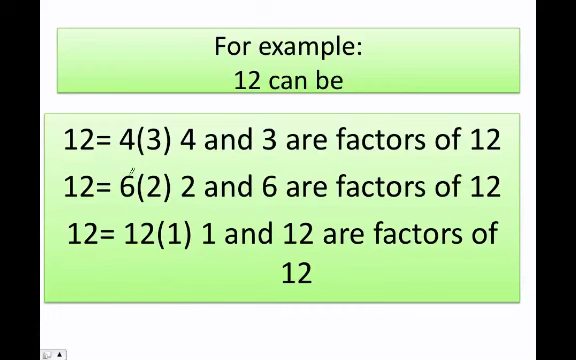 For example:
12 can be
12= 4(3) 4 and 3 are factors of 12
12= 6(2) 2 and 6 are factors of 12
12= 12(1) 1 and 12 are factors of
12